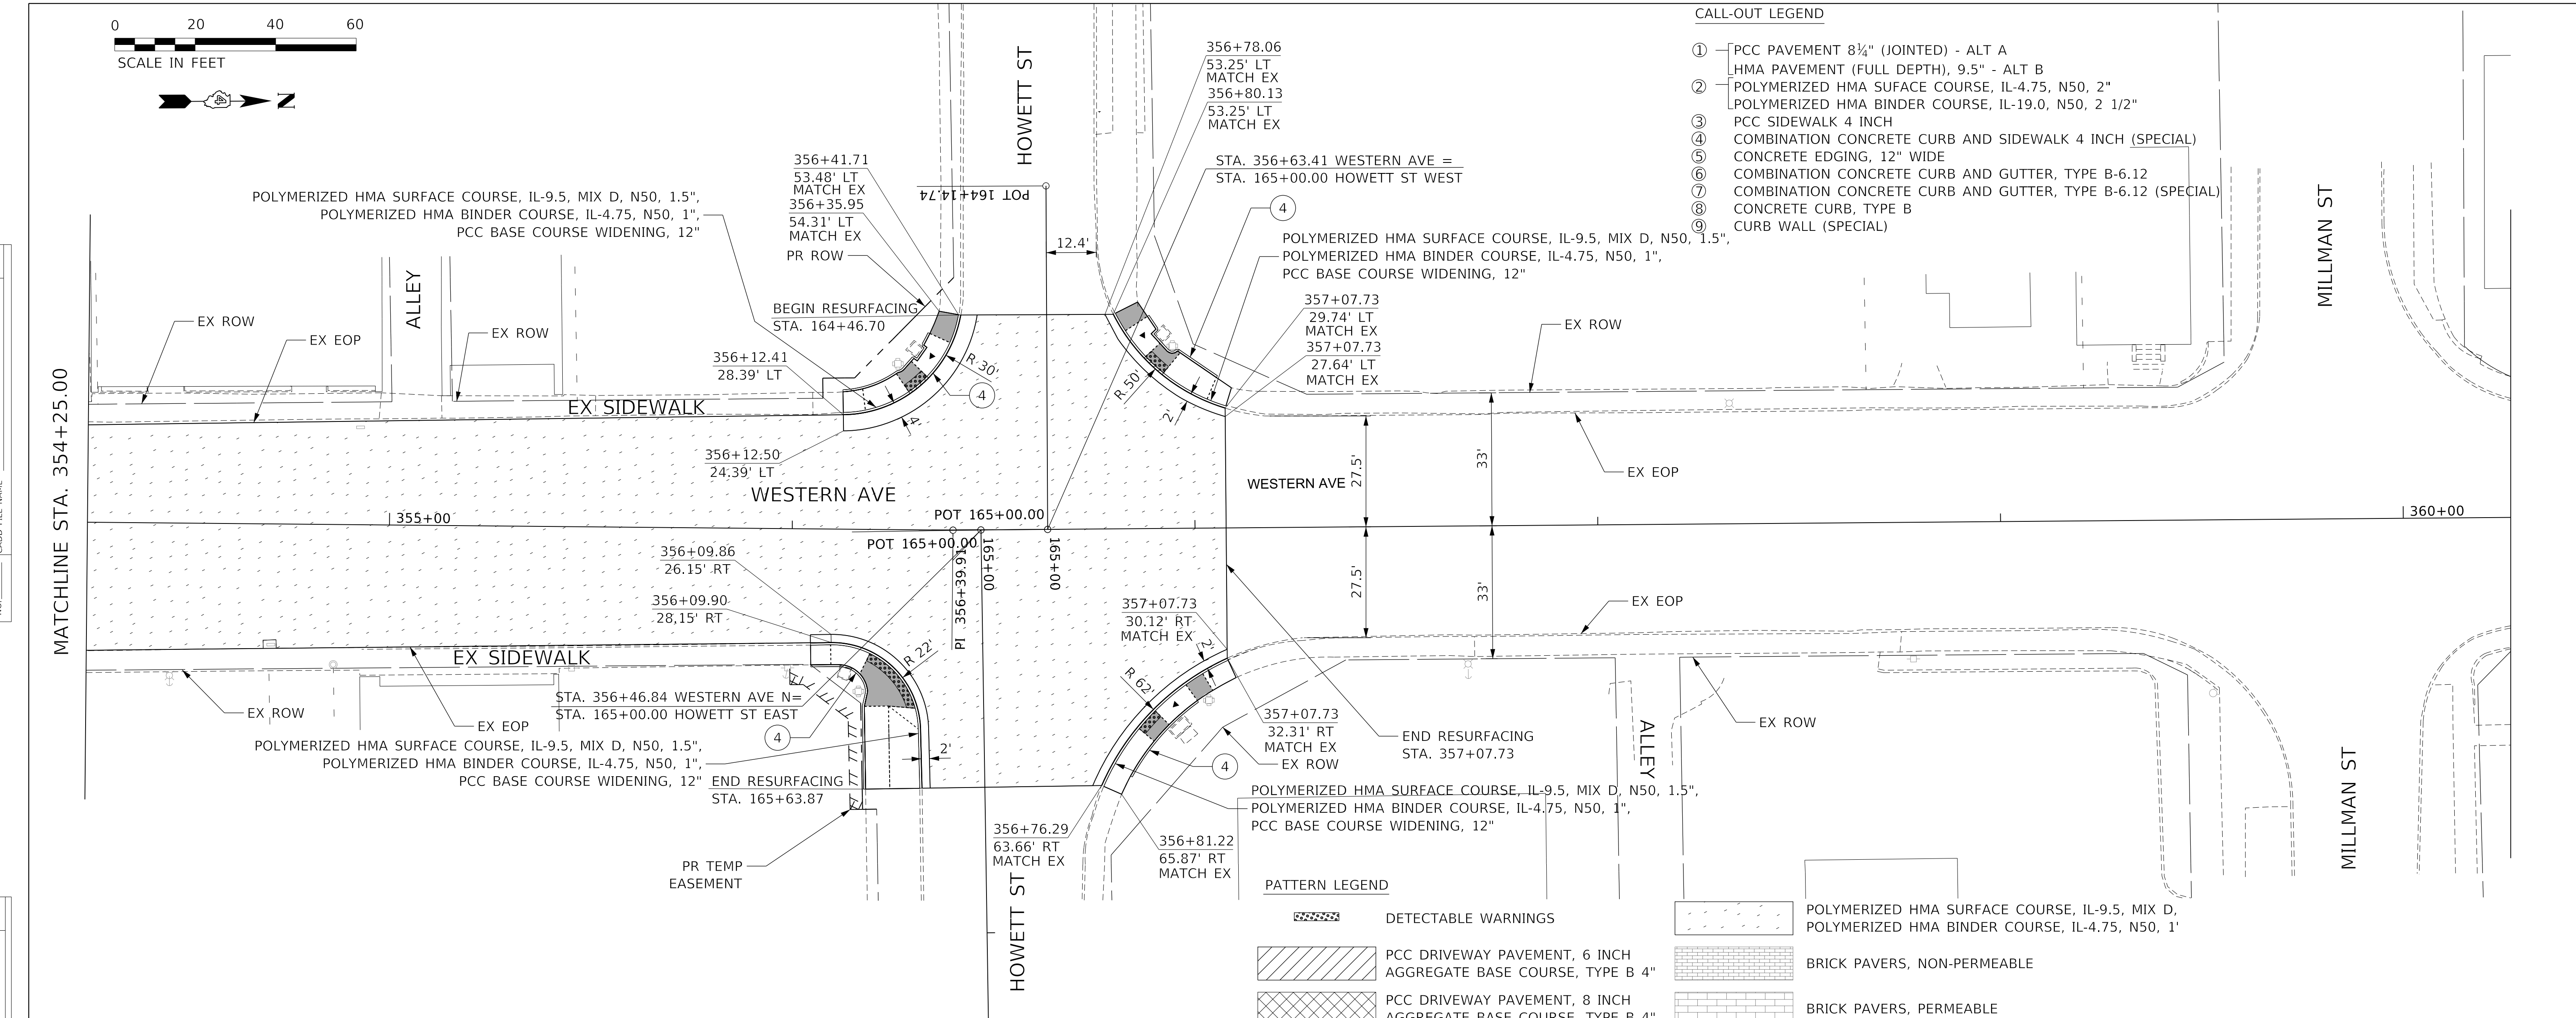 0 20 40 60
SCALE IN FEET
N
HOWETT ST
356+78.06
53.25' LT
MATCH EX
356+80.13
53.25' LT
MATCH EX
CALL-OUT LEGEND
① PCC PAVEMENT 8¼" (JOINTED) - ALT A
HMA PAVEMENT (FULL DEPTH), 9.5" - ALT B
② POLYMERIZED HMA SUFACE COURSE, IL-4.75, N50, 2"
POLYMERIZED HMA BINDER COURSE, IL-19.0, N50, 2 1/2"
③ PCC SIDEWALK 4 INCH
④ COMBINATION CONCRETE CURB AND SIDEWALK 4 INCH (SPECIAL)
⑤ CONCRETE EDGING, 12" WIDE
⑥ COMBINATION CONCRETE CURB AND GUTTER, TYPE B-6.12
⑦ COMBINATION CONCRETE CURB AND GUTTER, TYPE B-6.12 (SPECIAL)
⑧ CONCRETE CURB, TYPE B
⑨ CURB WALL (SPECIAL)
356+41.71
53.48' LT
MATCH EX
356+35.95
54.31' LT
MATCH EX
PR ROW
POLYMERIZED HMA SURFACE COURSE, IL-9.5, MIX D, N50, 1.5",
POLYMERIZED HMA BINDER COURSE, IL-4.75, N50, 1",
PCC BASE COURSE WIDENING, 12"
POT 164+14.74
STA. 356+63.41 WESTERN AVE =
STA. 165+00.00 HOWETT ST WEST
4
12.4'
POLYMERIZED HMA SURFACE COURSE, IL-9.5, MIX D, N50, 1.5",
POLYMERIZED HMA BINDER COURSE, IL-4.75, N50, 1",
PCC BASE COURSE WIDENING, 12"
MILLMAN ST
ALLEY
EX ROW
EX EOP
EX ROW
BEGIN RESURFACING
STA. 164+46.70
356+12.41
28.39' LT
R 30'
4
4'
357+07.73
29.74' LT
MATCH EX
357+07.73
27.64' LT
MATCH EX
R 50'
2'
EX ROW
EX SIDEWALK
MATCHLINE STA. 354+25.00
356+12.50
24.39' LT
WESTERN AVE
WESTERN AVE
27.5'
33'
EX EOP
355+00
POT 165+00.00
360+00
POT 165+00.00
PI 356+39.91
165+00
165+00
356+09.86
26.15' RT
356+09.90
28.15' RT
27.5'
33'
EX EOP
357+07.73
30.12' RT
MATCH EX
2'
EX SIDEWALK
R 22'
R 62'
STA. 356+46.84 WESTERN AVE N=
STA. 165+00.00 HOWETT ST EAST
EX ROW
EX EOP
4
POLYMERIZED HMA SURFACE COURSE, IL-9.5, MIX D, N50, 1.5",
POLYMERIZED HMA BINDER COURSE, IL-4.75, N50, 1",
PCC BASE COURSE WIDENING, 12"
2'
END RESURFACING
STA. 165+63.87
357+07.73
32.31' RT
MATCH EX
EX ROW
4
END RESURFACING
STA. 357+07.73
ALLEY
EX ROW
MILLMAN ST
POLYMERIZED HMA SURFACE COURSE, IL-9.5, MIX D, N50, 1.5",
POLYMERIZED HMA BINDER COURSE, IL-4.75, N50, 1",
PCC BASE COURSE WIDENING, 12"
356+76.29
63.66' RT
MATCH EX
356+81.22
65.87' RT
MATCH EX
PR TEMP
EASEMENT
HOWETT ST
PATTERN LEGEND
DETECTABLE WARNINGS
PCC DRIVEWAY PAVEMENT, 6 INCH
AGGREGATE BASE COURSE, TYPE B 4"
PCC DRIVEWAY PAVEMENT, 8 INCH
AGGREGATE BASE COURSE, TYPE B 4"
POLYMERIZED HMA SURFACE COURSE, IL-9.5, MIX D,
POLYMERIZED HMA BINDER COURSE, IL-4.75, N50, 1'
BRICK PAVERS, NON-PERMEABLE
BRICK PAVERS, PERMEABLE